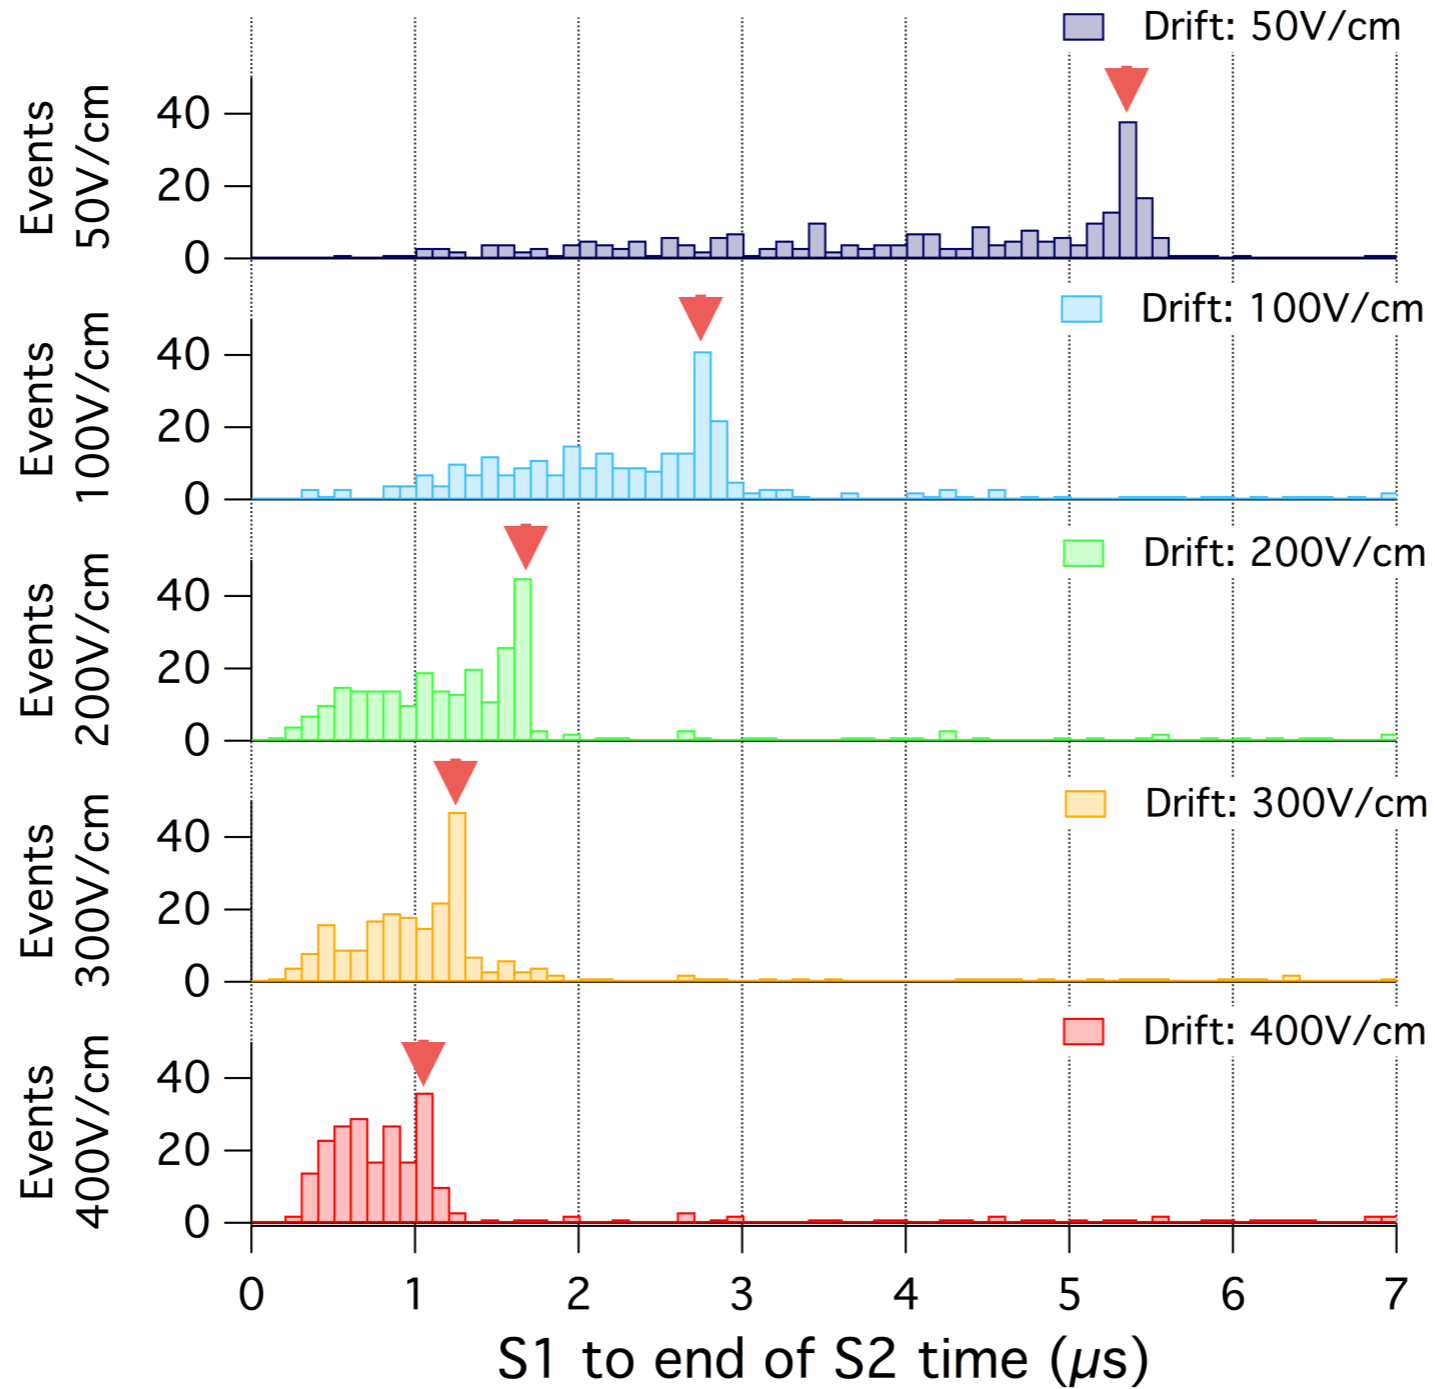 Drift: 50V/cm
Events
50V/cm
40
20
0
Drift: 100V/cm
Events
100V/cm
40
20
0
Drift: 200V/cm
Events
200V/cm
40
20
0
Drift: 300V/cm
Events
300V/cm
40
20
0
Drift: 400V/cm
Events
400V/cm
40
20
0
0 1 2 3 4 5 6 7
S1 to end of S2 time (μs)